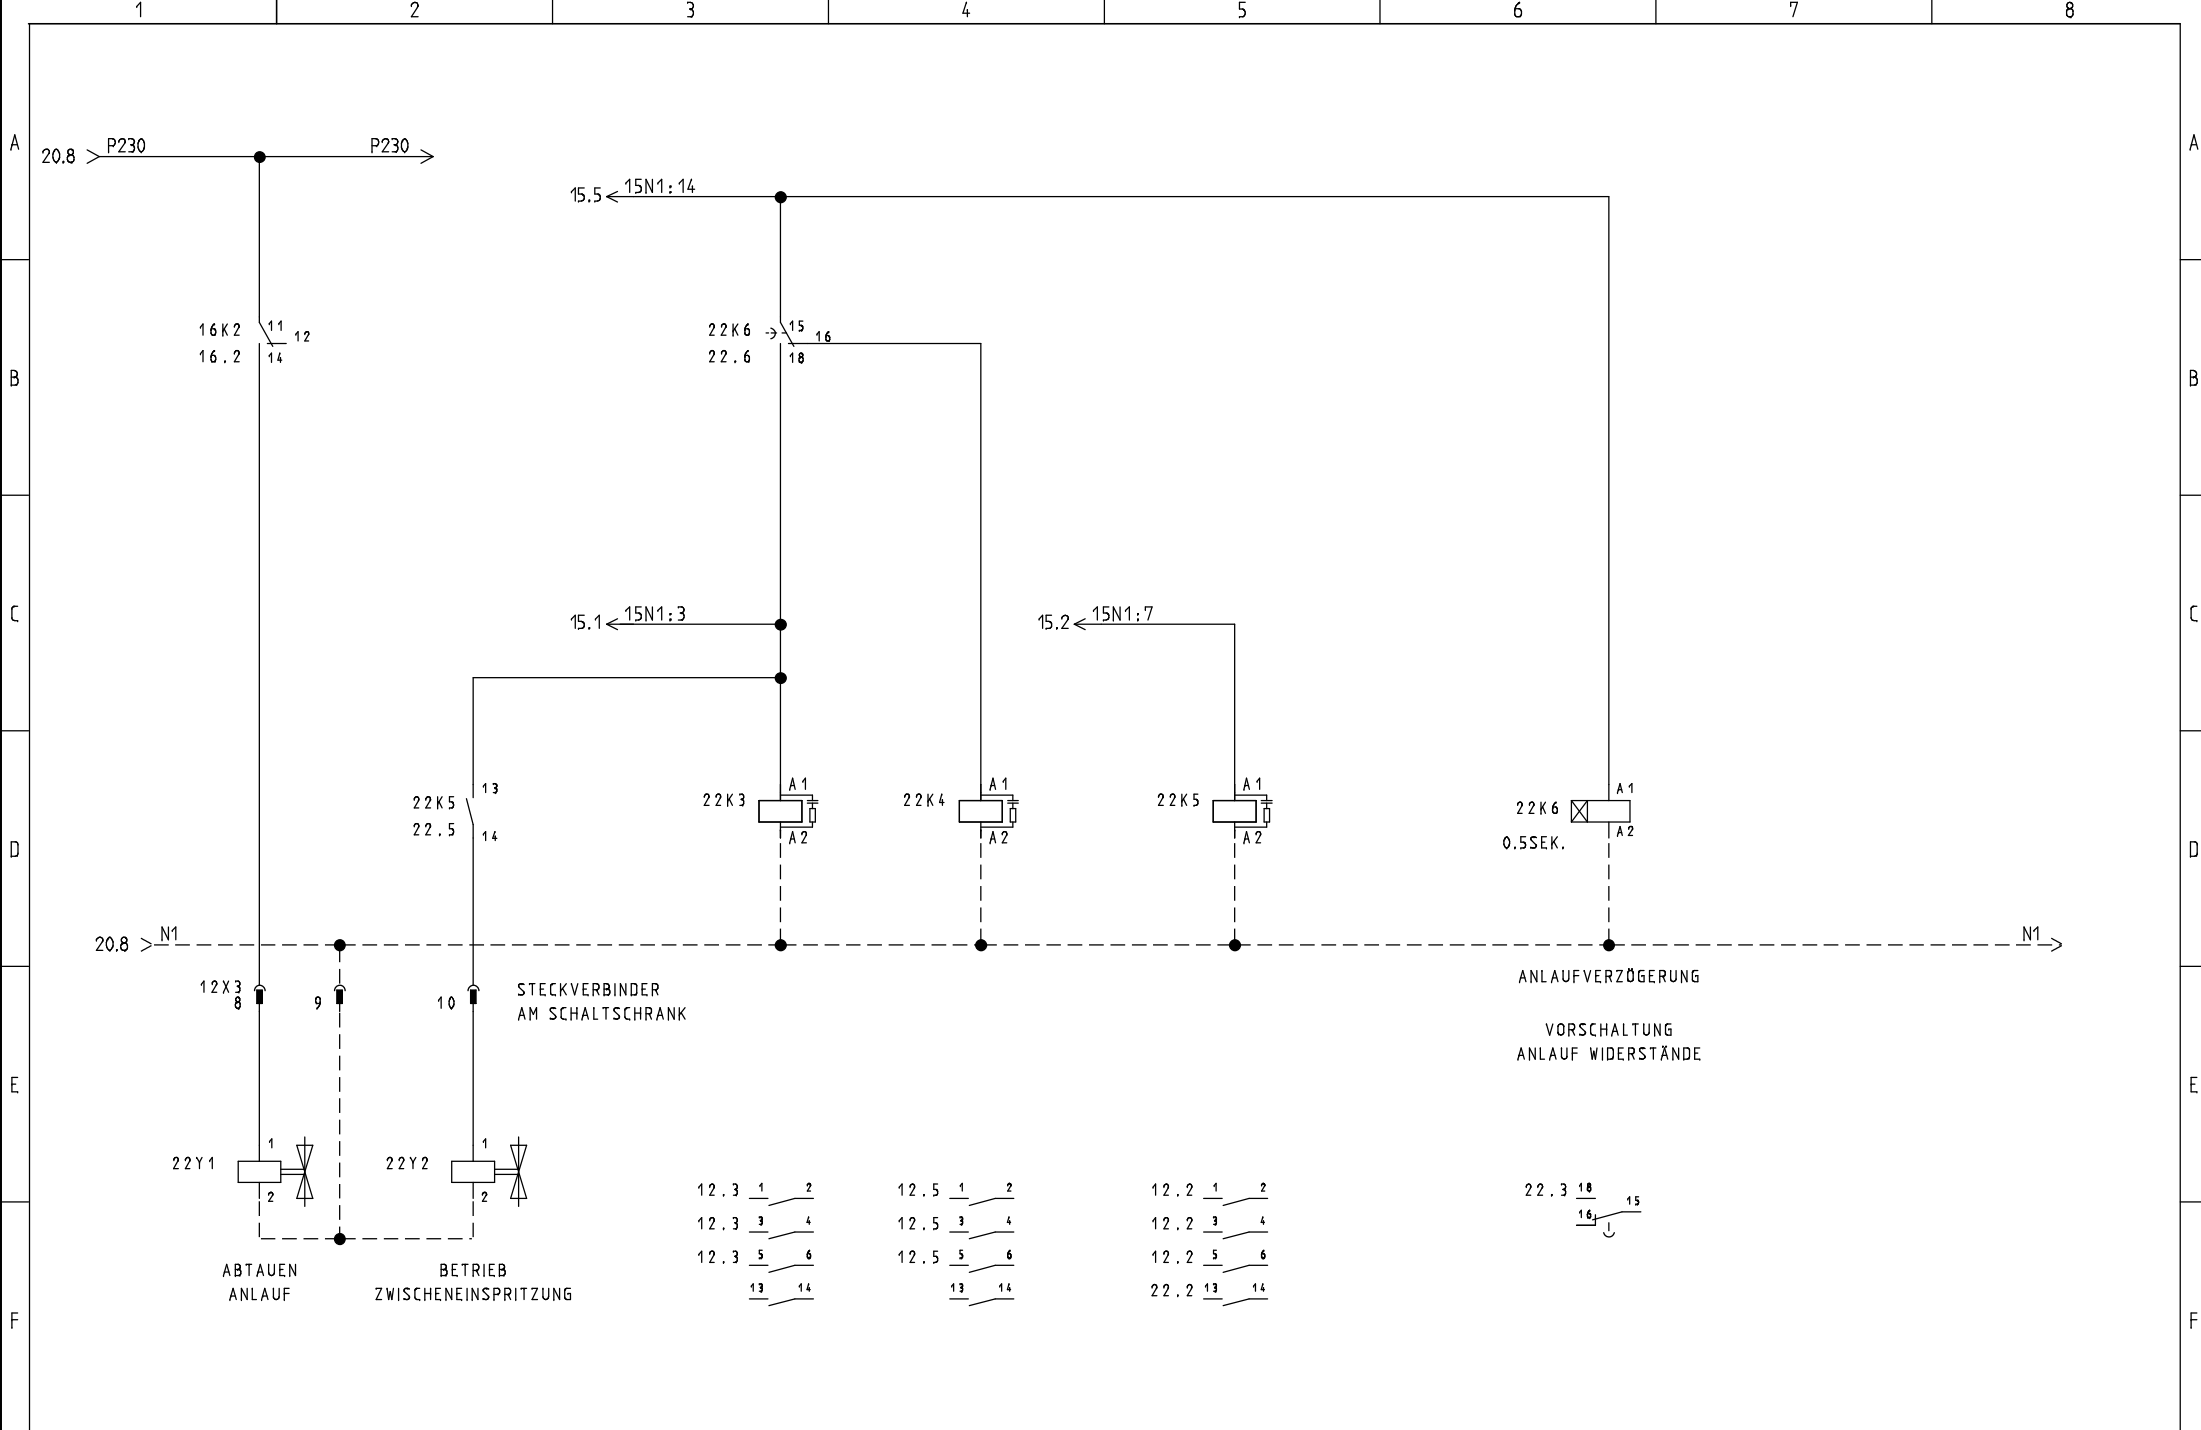 1 2 3 4 5 6 7 8
A A
20.8 P230 P230
15.5 15N1:14
16K2 11 12
16.2 14
22K6 15 16
22.6 18
B B
C C
15.1 15N1:3
15.2 15N1:7
22K5 13
22.5 14
22K3 A1
A2
22K4 A1
A2
22K5 A1
A2
22K6 A1
A2
0.5SEK.
D D
20.8 N1 N1
12X3
8 9 10
STECKVERBINDER
AM SCHALTSCHRANK
ANLAUFVERZÖGERUNG
VORSCHALTUNG
ANLAUF WIDERSTÄNDE
E E
22Y1 1
2
22Y2 1
2
12.3 1 2
12.3 3 4
12.3 5 6
13 14
12.5 1 2
12.5 3 4
12.5 5 6
13 14
12.2 1 2
12.2 3 4
12.2 5 6
22.2 13 14
22.3 18
16 15
ABTAUEN
ANLAUF
BETRIEB
ZWISCHENEINSPRITZUNG
F F